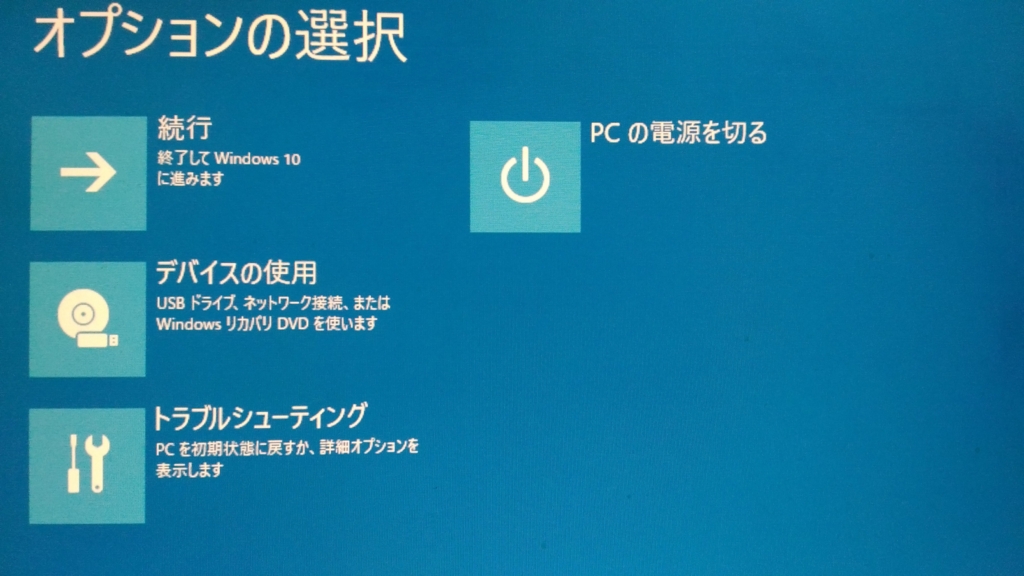 オプションの選択
続行
終了して Windows 10
に進みます
PC の電源を切る
デバイスの使用
USB ドライブ、ネットワーク接続、または
Windows リカバリ DVD を使います
トラブルシューティング
PC を初期状態に戻すか、詳細オプションを
表示します